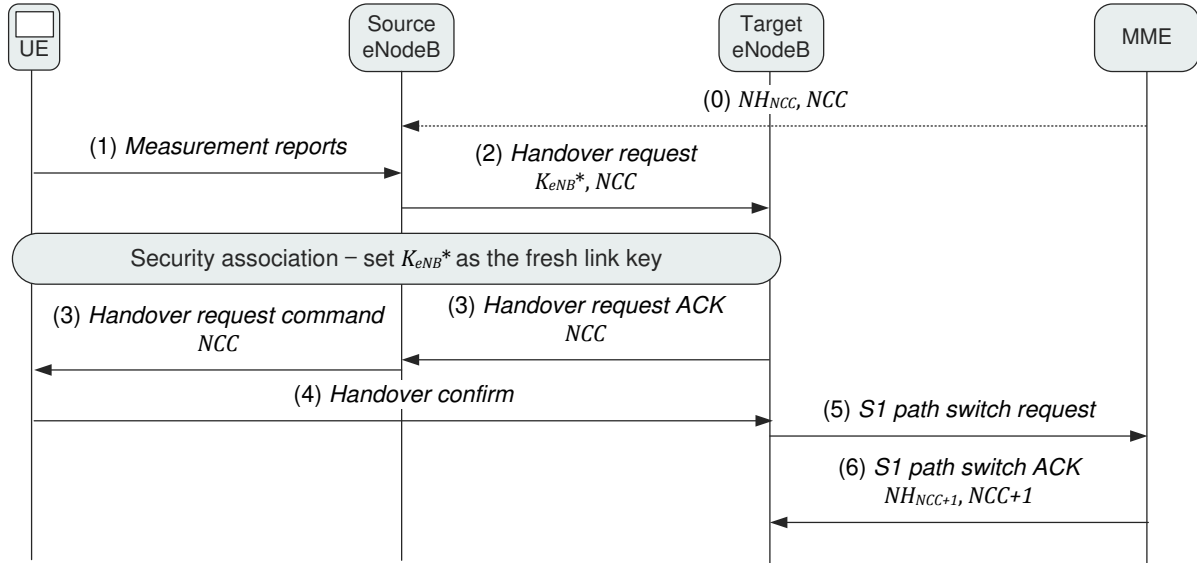 UE
Source
eNodeB
Target
eNodeB
MME
(0) NH_NCC, NCC
(1) Measurement reports
(2) Handover request
K_eNB*, NCC
Security association – set K_eNB* as the fresh link key
(3) Handover request command
NCC
(3) Handover request ACK
NCC
(4) Handover confirm
(5) S1 path switch request
(6) S1 path switch ACK
NH_NCC+1, NCC+1